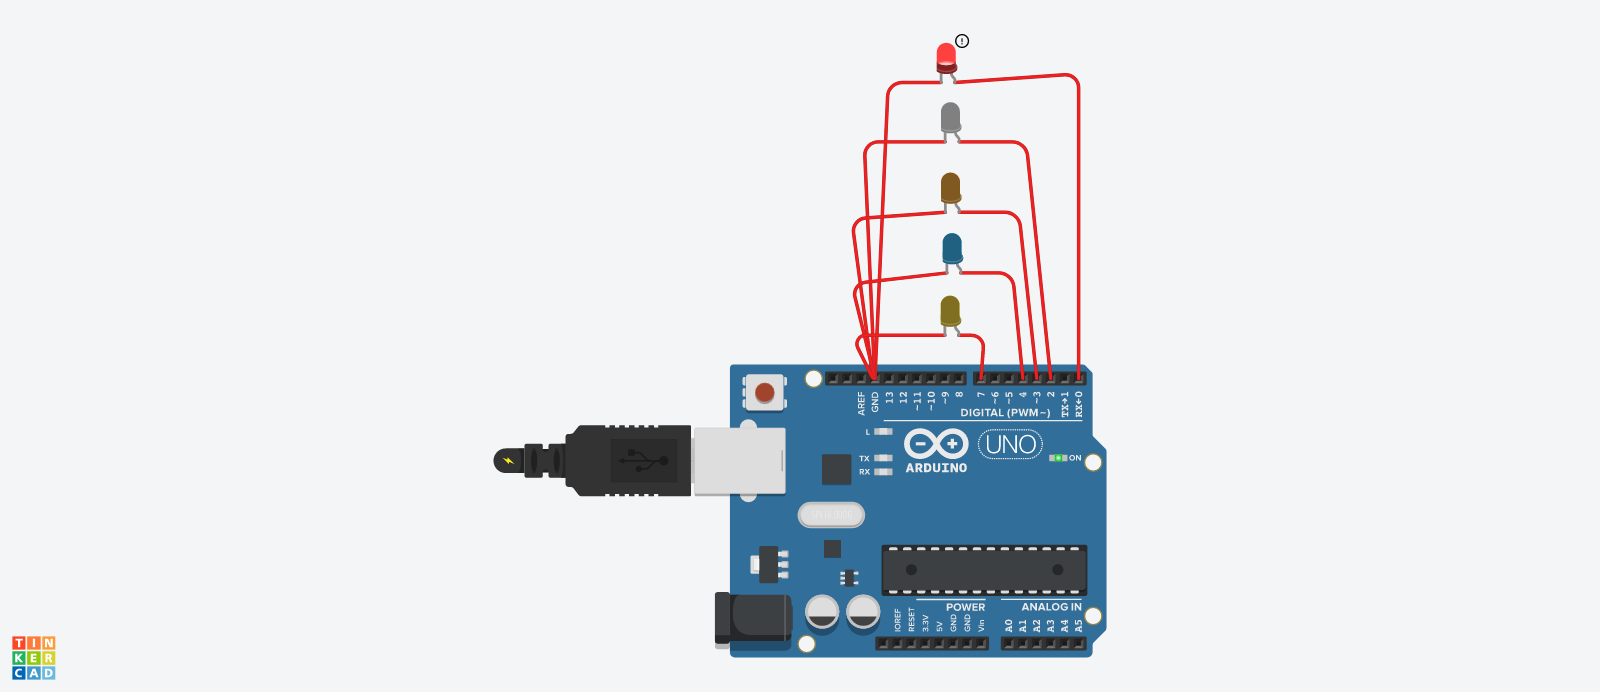 !
AREF
GND
13
12
~11
~10
~9
8
7
~6
~5
4
~3
2
TX→1
RX←0
DIGITAL (PWM~)
L
TX
RX
ARDUINO
UNO
ON
POWER
ANALOG IN
IOREF
RESET
3.3V
5V
GND
GND
Vin
A0
A1
A2
A3
A4
A5
TIN
KER
CAD